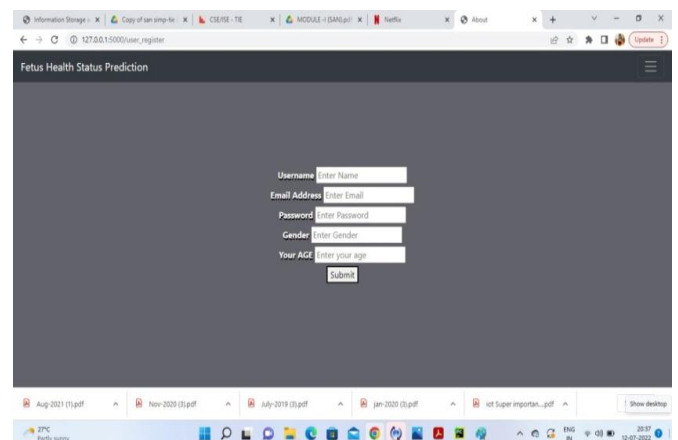 Information Storage a
Copy of san simp-tie
CSE/ISE - TIE
MODULE -I (SAN).pdf
Netflix
About
127.0.0.1:5000/user_register
Update
Fetus Health Status Prediction
Username Enter Name
Email Address Enter Email
Password Enter Password
Gender Enter Gender
Your AGE Enter your age
Submit
Aug-2021 (1).pdf
Nov-2020 (3).pdf
July-2019 (3).pdf
jan-2020 (3).pdf
iot Super importan....pdf
Show desktop
27°C
Partly sunny
ENG
IN
20:37
12-07-2022